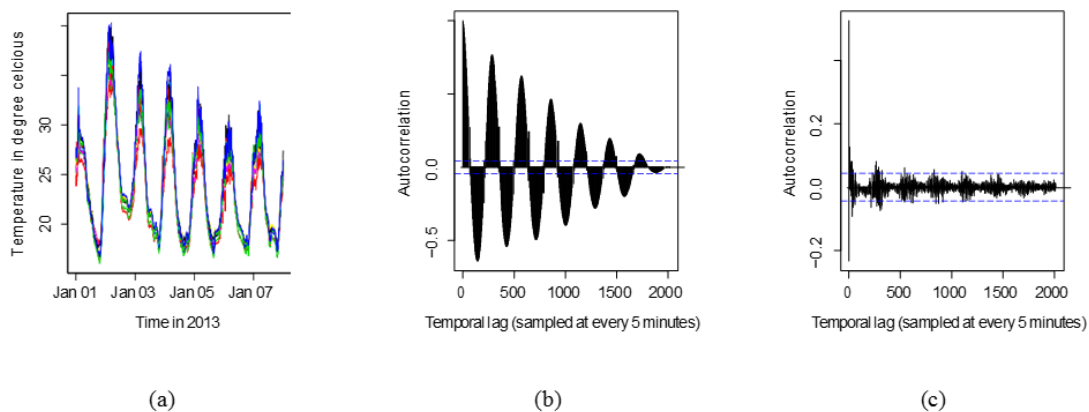 Temperature in degree celcious
30
25
20
Jan 01 Jan 03 Jan 05 Jan 07
Time in 2013
(a)
Autocorrelation
0.0
-0.5
0 500 1000 1500 2000
Temporal lag (sampled at every 5 minutes)
(b)
Autocorrelation
0.2
0.0
-0.2
0 500 1000 1500 2000
Temporal lag (sampled at every 5 minutes)
(c)